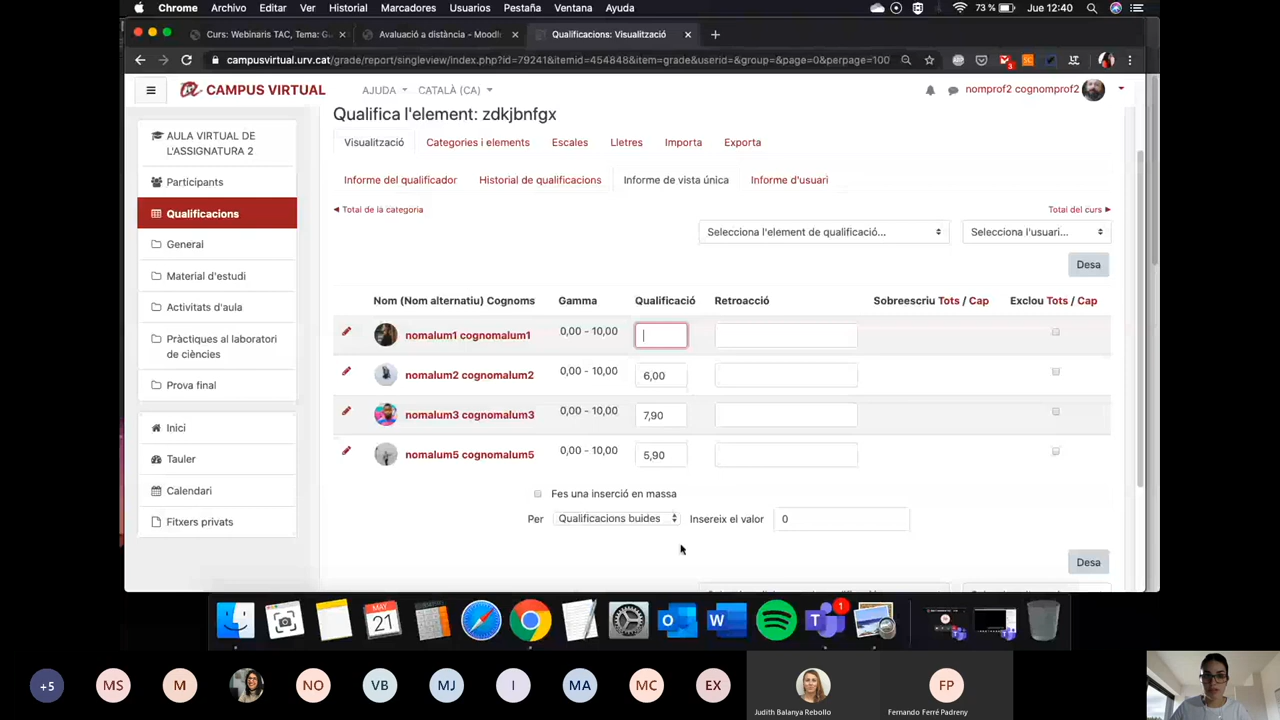 Chrome Archivo Editar Ver Historial Marcadores Usuarios Pestaña Ventana Ayuda 73 % Jue 12:40
Curs: Webinaris TAC, Tema: G Avaluació a distància - Moodl Qualificacions: Visualització
campusvirtual.urv.cat/grade/report/singleview/index.php?id=79241&itemid=454848&item=grade&userid=&group=&page=0&perpage=100
CAMPUS VIRTUAL AJUDA CATALÀ (CA) nomprof2 cognomprof2
Qualifica l'element: zdkjbnfgx
AULA VIRTUAL DE
L'ASSIGNATURA 2
Participants
Qualificacions
General
Material d'estudi
Activitats d'aula
Pràctiques al laboratori
de ciències
Prova final
Inici
Tauler
Calendari
Fitxers privats
Visualització Categories i elements Escales Lletres Importa Exporta
Informe del qualificador Historial de qualificacions Informe de vista única Informe d'usuari
Total de la categoria Total del curs
Selecciona l'element de qualificació... Selecciona l'usuari...
Desa
Nom (Nom alternatiu) Cognoms Gamma Qualificació Retroacció Sobreescriu Tots / Cap Exclou Tots / Cap
nomalum1 cognomalum1 0,00 - 10,00
nomalum2 cognomalum2 0,00 - 10,00 6,00
nomalum3 cognomalum3 0,00 - 10,00 7,90
nomalum5 cognomalum5 0,00 - 10,00 5,90
Fes una inserció en massa
Per Qualificacions buides Insereix el valor 0
Desa
MAY
21
1
+5 MS M NO VB MJ I MA MC EX FP
Judith Balanya Rebollo Fernando Ferré Padreny